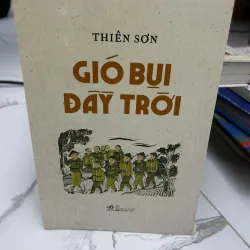 THIÊN SƠN
GIÓ BỤI
ĐẦY TRỜI